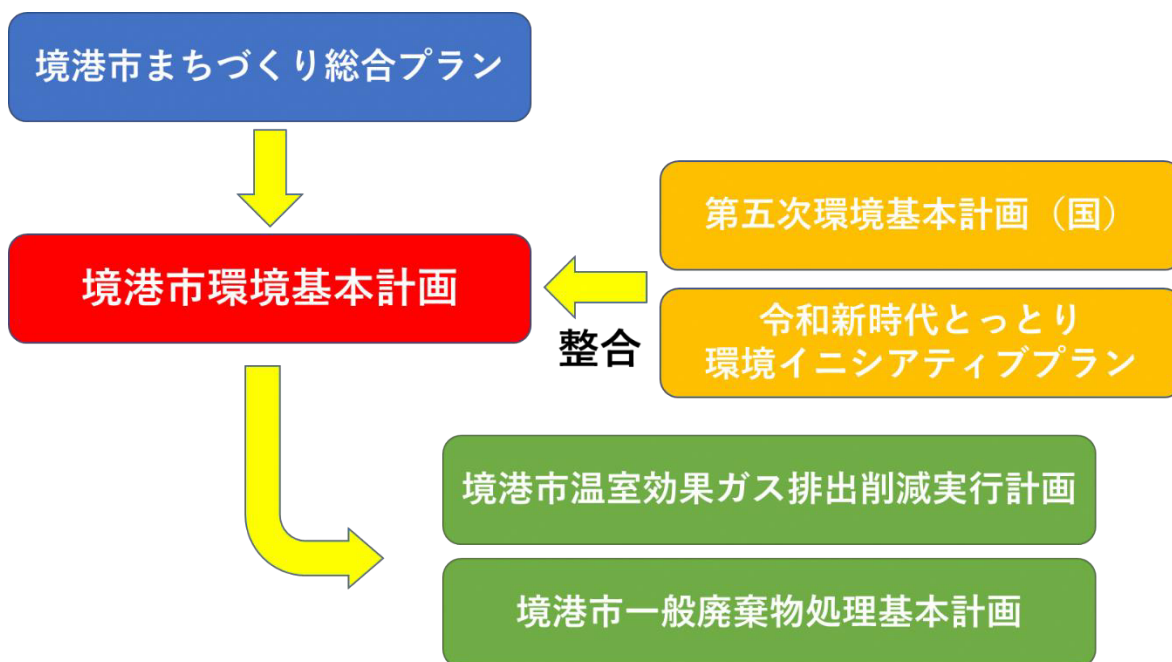 境港市まちづくり総合プラン
第五次環境基本計画（国）
境港市環境基本計画
整合
令和新時代とっとり
環境イニシアティブプラン
境港市温室効果ガス排出削減実行計画
境港市一般廃棄物処理基本計画